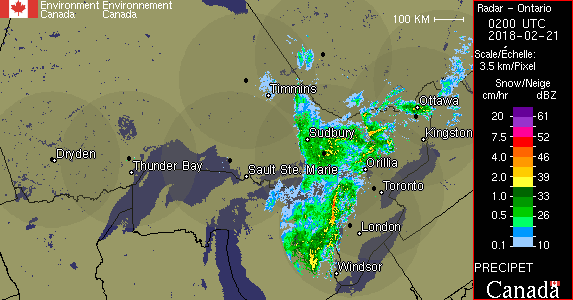 Environment Environnement
Canada Canada
100 KM
Timmins
Ottawa
Sudbury
Kingston
Dryden
Thunder Bay
Sault Ste. Marie
Orillia
Toronto
London
Windsor
Radar - Ontario
0200 UTC
2018-02-21
Scale/Échelle:
3.5 km/Pixel
Snow/Neige
cm/hr dBZ
20 61
7.5 52
4.0 46
2.0 39
1.0 33
0.5 26
0.1 10
PRECIPET
Canada